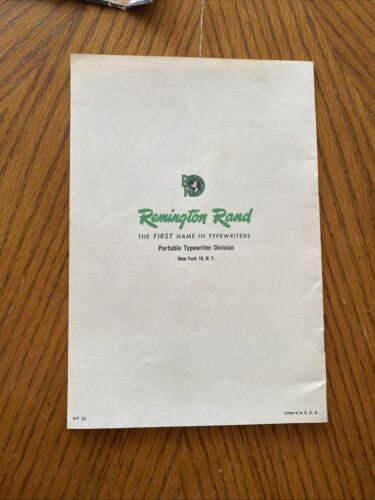 Remington Rand
THE FIRST NAME IN TYPEWRITERS
Portable Typewriter Division
New York 10, N. Y.
WT 23
Litho'd in U. S. A.